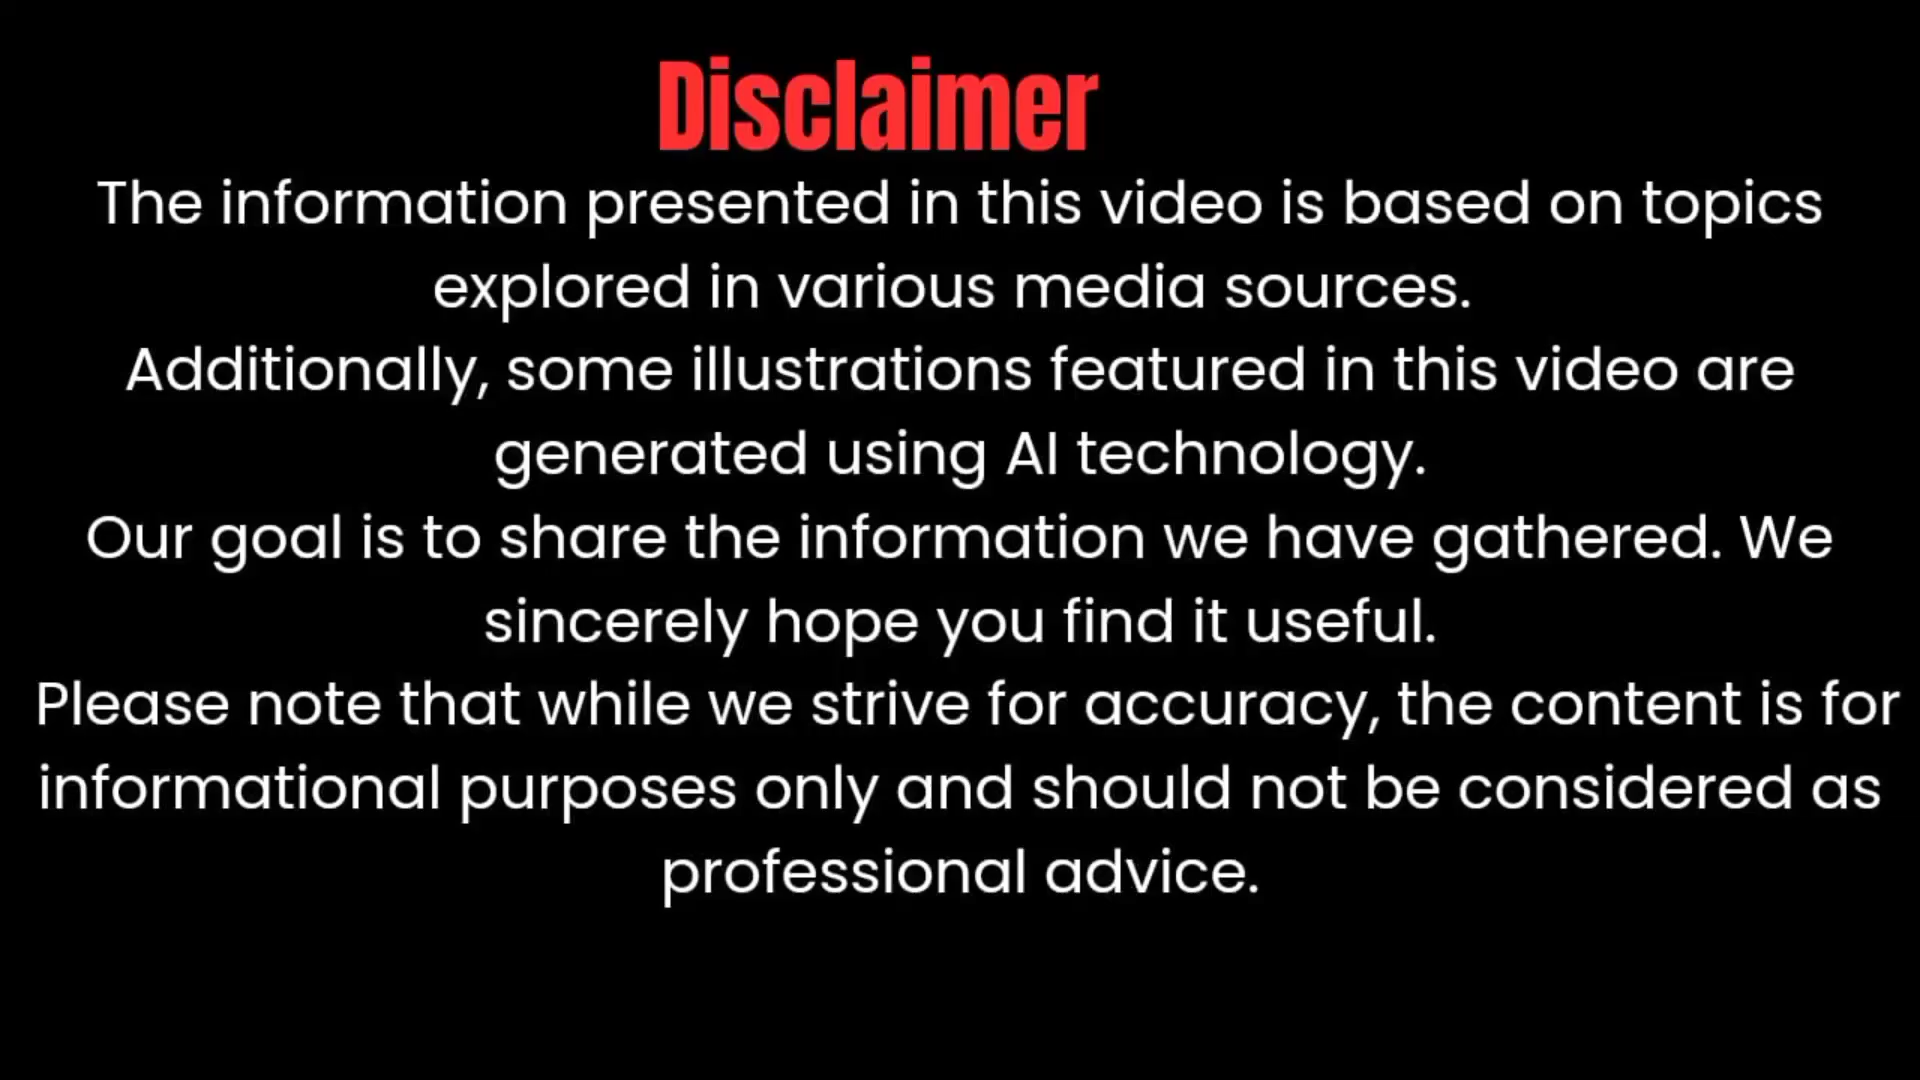 Disclaimer
The information presented in this video is based on topics
explored in various media sources.
Additionally, some illustrations featured in this video are
generated using AI technology.
Our goal is to share the information we have gathered. We
sincerely hope you find it useful.
Please note that while we strive for accuracy, the content is for
informational purposes only and should not be considered as
professional advice.